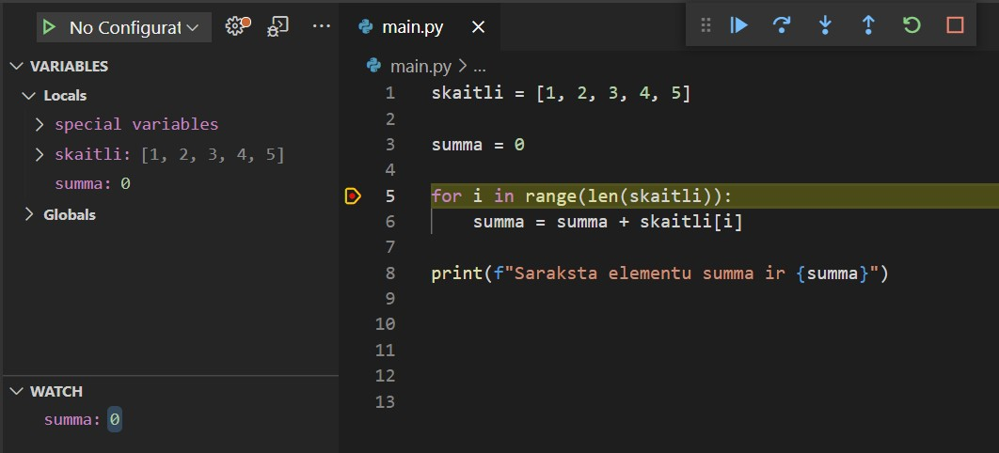 No Configurat
VARIABLES
Locals
special variables
skaitli: [1, 2, 3, 4, 5]
summa: 0
Globals
WATCH
summa: 0
main.py
main.py > ...
1 skaitli = [1, 2, 3, 4, 5]
2
3 summa = 0
4
5 for i in range(len(skaitli)):
6 summa = summa + skaitli[i]
7
8 print(f"Saraksta elementu summa ir {summa}")
9
10
11
12
13